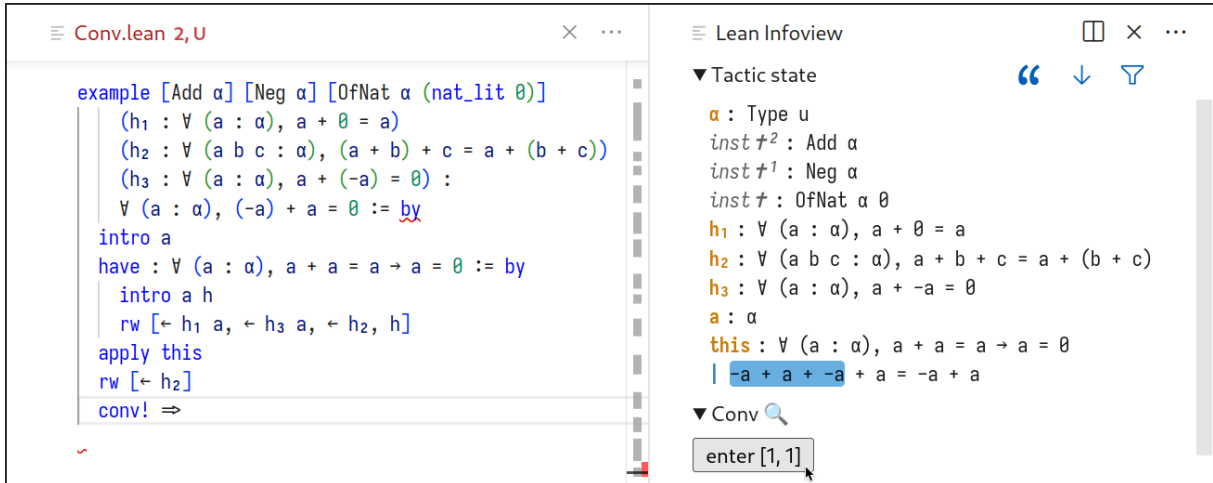 Conv.lean 2, U
example [Add α] [Neg α] [OfNat α (nat_lit 0)]
(h₁ : ∀ (a : α), a + 0 = a)
(h₂ : ∀ (a b c : α), (a + b) + c = a + (b + c))
(h₃ : ∀ (a : α), a + (-a) = 0) :
∀ (a : α), (-a) + a = 0 := by
intro a
have : ∀ (a : α), a + a = a → a = 0 := by
intro a h
rw [← h₁ a, ← h₃ a, ← h₂, h]
apply this
rw [← h₂]
conv! ⇒
Lean Infoview
Tactic state
α : Type u
inst✝² : Add α
inst✝¹ : Neg α
inst✝ : OfNat α 0
h₁ : ∀ (a : α), a + 0 = a
h₂ : ∀ (a b c : α), a + b + c = a + (b + c)
h₃ : ∀ (a : α), a + -a = 0
a : α
this : ∀ (a : α), a + a = a → a = 0
| -a + a + -a + a = -a + a
Conv 🔍
enter [1, 1]